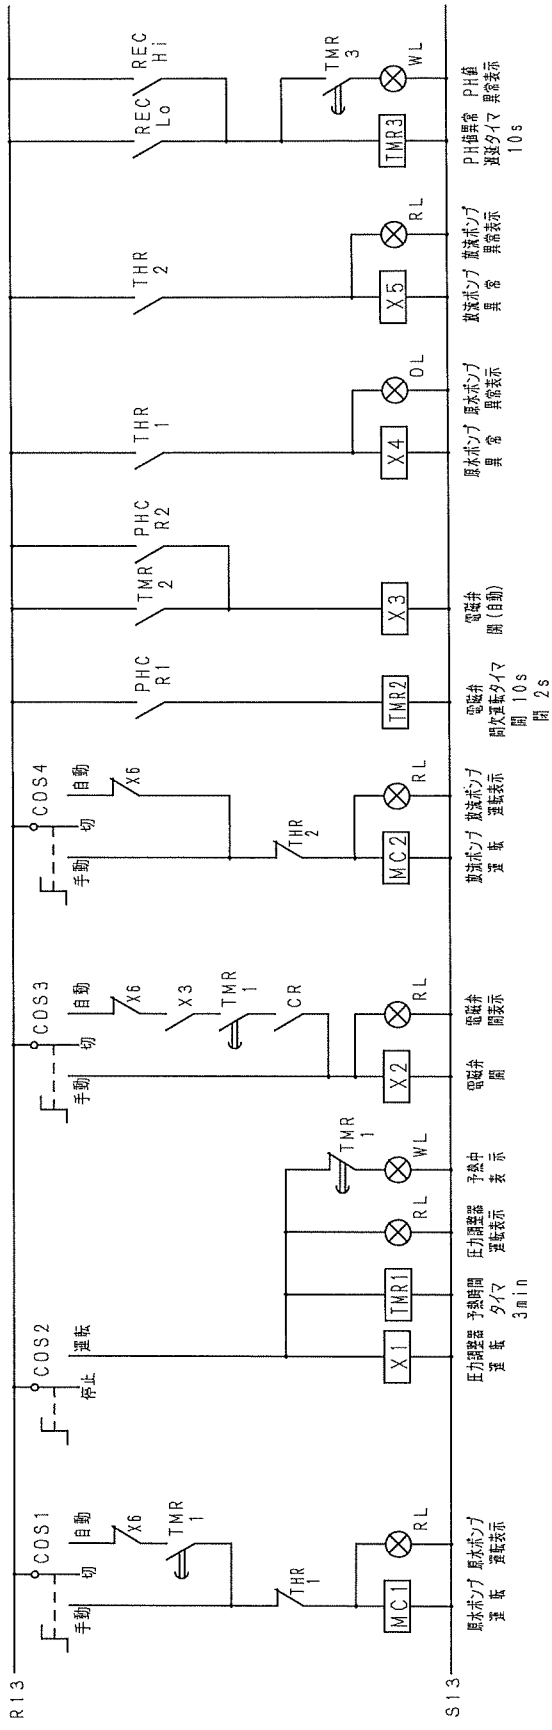 R13
COS1
手動
切
自動
X6
TMR
1
THR
1
MC1
RL
原水ポンプ
運 転
原水ポンプ
運転表示
COS2
停止
運転
X1
TMR1
RL
TMR
1
WL
圧力調整器
運 転
予熱時間
タイマ
3min
圧力調整器
運転表示
予熱中
表 示
COS3
手動
切
自動
X6
X3
TMR
1
CR
X2
RL
電磁弁
開
電磁弁
開表示
COS4
手動
切
自動
X6
THR
2
MC2
RL
放流ポンプ
運 転
放流ポンプ
運転表示
PHC
R1
TMR2
電磁弁
間欠運転タイマ
開 10s
閉 2s
TMR
2
PHC
R2
X3
電磁弁
開(自動)
THR
1
X4
OL
原水ポンプ
異 常
原水ポンプ
異常表示
THR
2
X5
RL
放流ポンプ
異 常
放流ポンプ
異常表示
REC
Lo
REC
Hi
TMR
3
TMR3
WL
PH値異常
遅延タイマ
10s
PH値
異常表示
S13